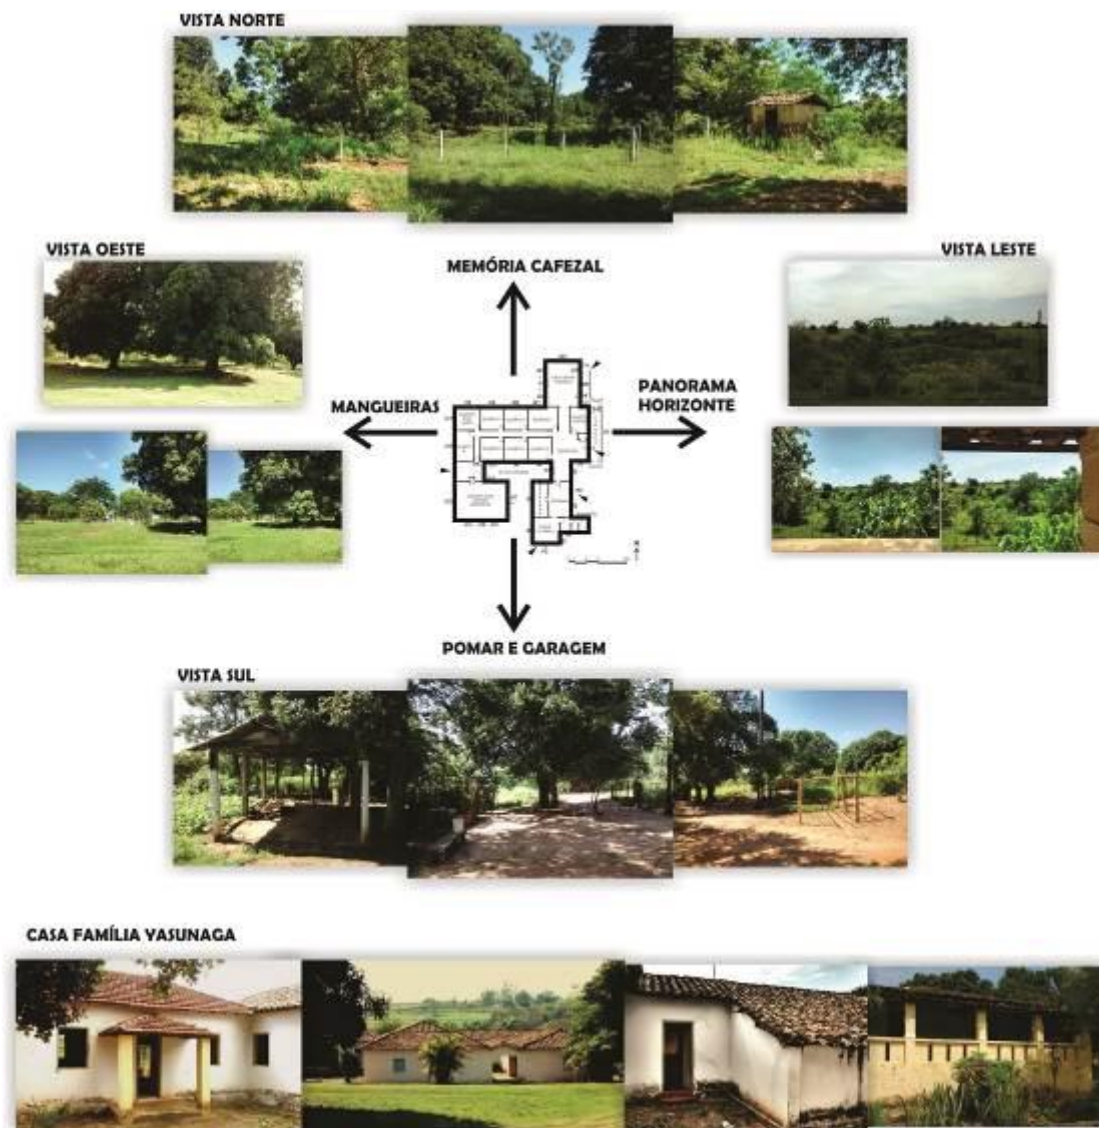 VISTA NORTE
VISTA OESTE
MEMÓRIA CAFEZAL
VISTA LESTE
MANGUEIRAS
PANORAMA
HORIZONTE
POMAR E GARAGEM
VISTA SUL
CASA FAMÍLIA YASUNAGA